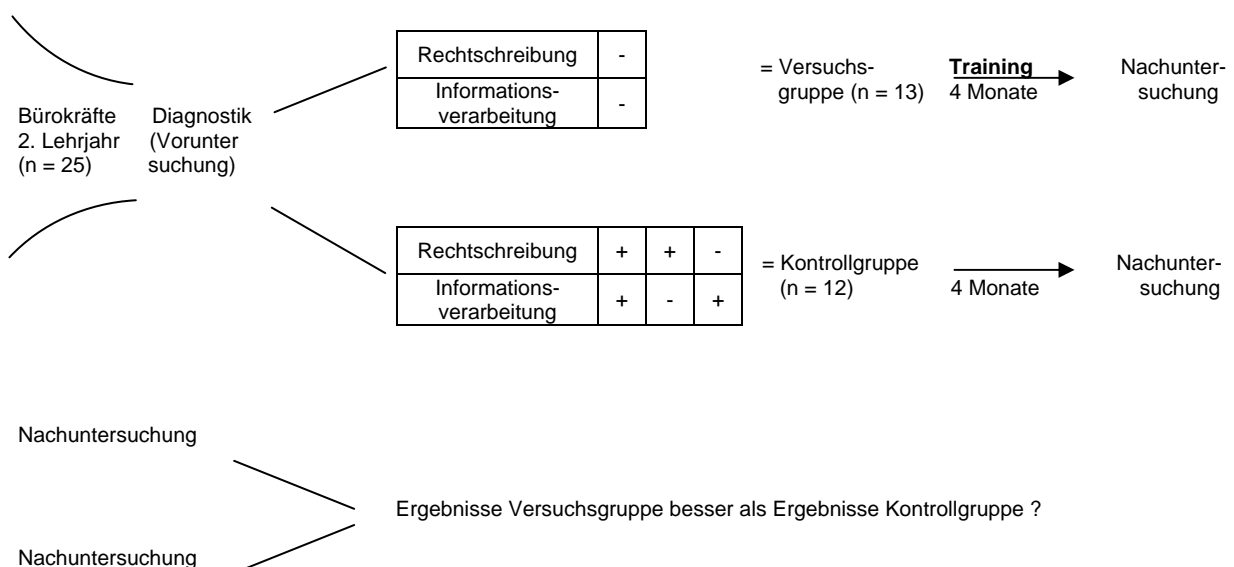 Rechtschreibung -
Informations-
verarbeitung -
= Versuchs-
gruppe (n = 13)
Training
4 Monate
Nachunter-
suchung
Bürokräfte
2. Lehrjahr
(n = 25)
Diagnostik
(Vorunter
suchung)
Rechtschreibung + + -
Informations-
verarbeitung + - +
= Kontrollgruppe
(n = 12)
4 Monate
Nachunter-
suchung
Nachuntersuchung
Ergebnisse Versuchsgruppe besser als Ergebnisse Kontrollgruppe ?
Nachuntersuchung